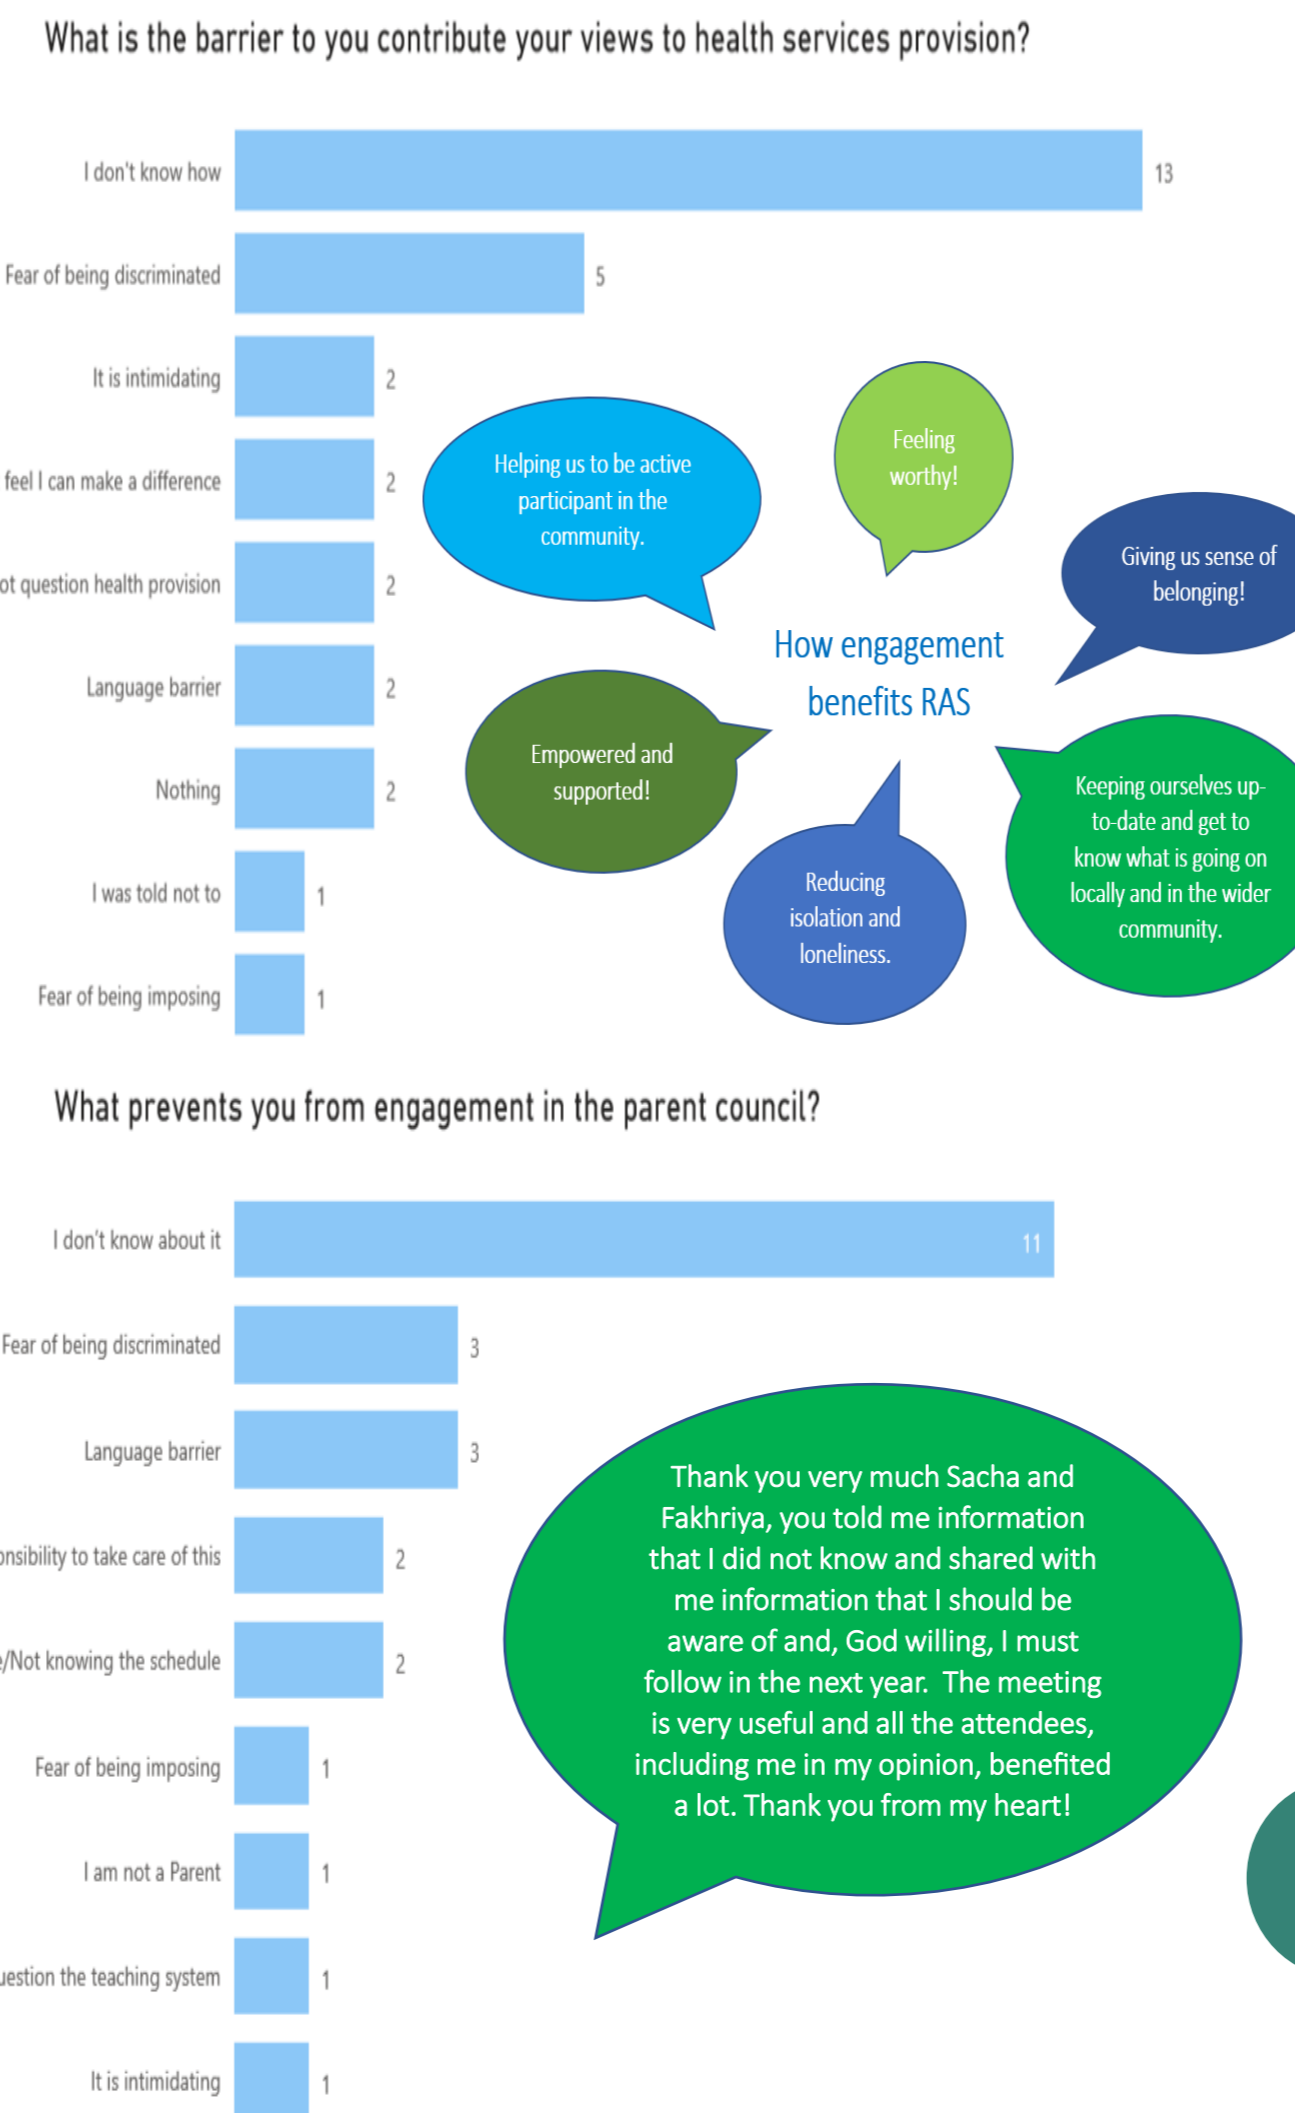 What is the barrier to you contribute your views to health services provision?
I don't know how
13
Fear of being discriminated
5
It is intimidating
2
feel I can make a difference
2
question health provision
2
Language barrier
2
Nothing
2
I was told not to
1
Fear of being imposing
1
Helping us to be active
participant in the
community.
Feeling
worthy!
Giving us sense of
belonging!
How engagement
benefits RAS
Empowered and
supported!
Reducing
isolation and
loneliness.
Keeping ourselves up-
to-date and get to
know what is going on
locally and in the wider
community.
What prevents you from engagement in the parent council?
I don't know about it
11
Fear of being discriminated
3
Language barrier
3
to take care of this
2
/Not knowing the schedule
2
Fear of being imposing
1
I am not a Parent
1
the teaching system
1
It is intimidating
1
Thank you very much Sacha and
Fakhriya, you told me information
that I did not know and shared with
me information that I should be
aware of and, God willing, I must
follow in the next year.  The meeting
is very useful and all the attendees,
including me in my opinion, benefited
a lot. Thank you from my heart!